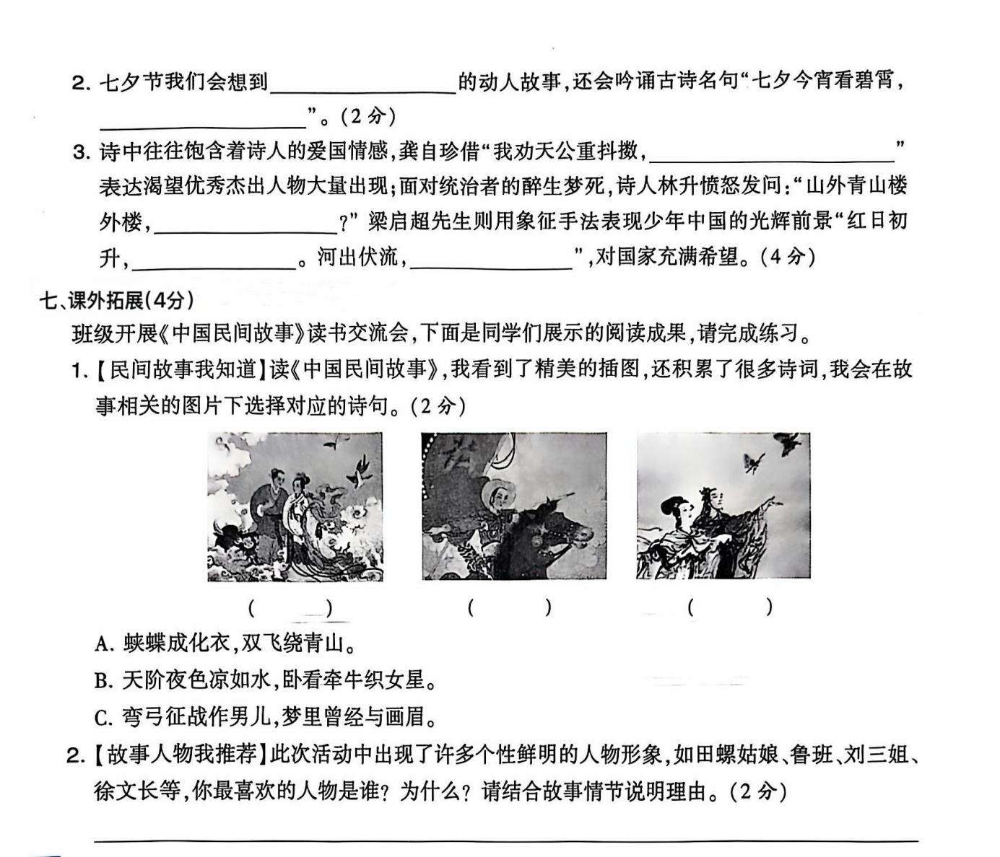 2. 七夕节我们会想到________的动人故事,还会吟诵古诗名句“七夕今宵看碧霄,
________”。(2分)
3. 诗中往往饱含着诗人的爱国情感,龚自珍借“我劝天公重抖擞,________”
表达渴望优秀杰出人物大量出现;面对统治者的醉生梦死,诗人林升愤怒发问:“山外青山楼
外楼,________?”梁启超先生则用象征手法表现少年中国的光辉前景“红日初
升,________。河出伏流,________”,对国家充满希望。(4分)
七、课外拓展(4分)
班级开展《中国民间故事》读书交流会,下面是同学们展示的阅读成果,请完成练习。
1.【民间故事我知道】读《中国民间故事》,我看到了精美的插图,还积累了很多诗词,我会在故
事相关的图片下选择对应的诗句。(2分)
(    ) (    ) (    )
A. 蛱蝶成化衣,双飞绕青山。
B. 天阶夜色凉如水,卧看牵牛织女星。
C. 弯弓征战作男儿,梦里曾经与画眉。
2.【故事人物我推荐】此次活动中出现了许多个性鲜明的人物形象,如田螺姑娘、鲁班、刘三姐、
徐文长等,你最喜欢的人物是谁?为什么?请结合故事情节说明理由。(2分)